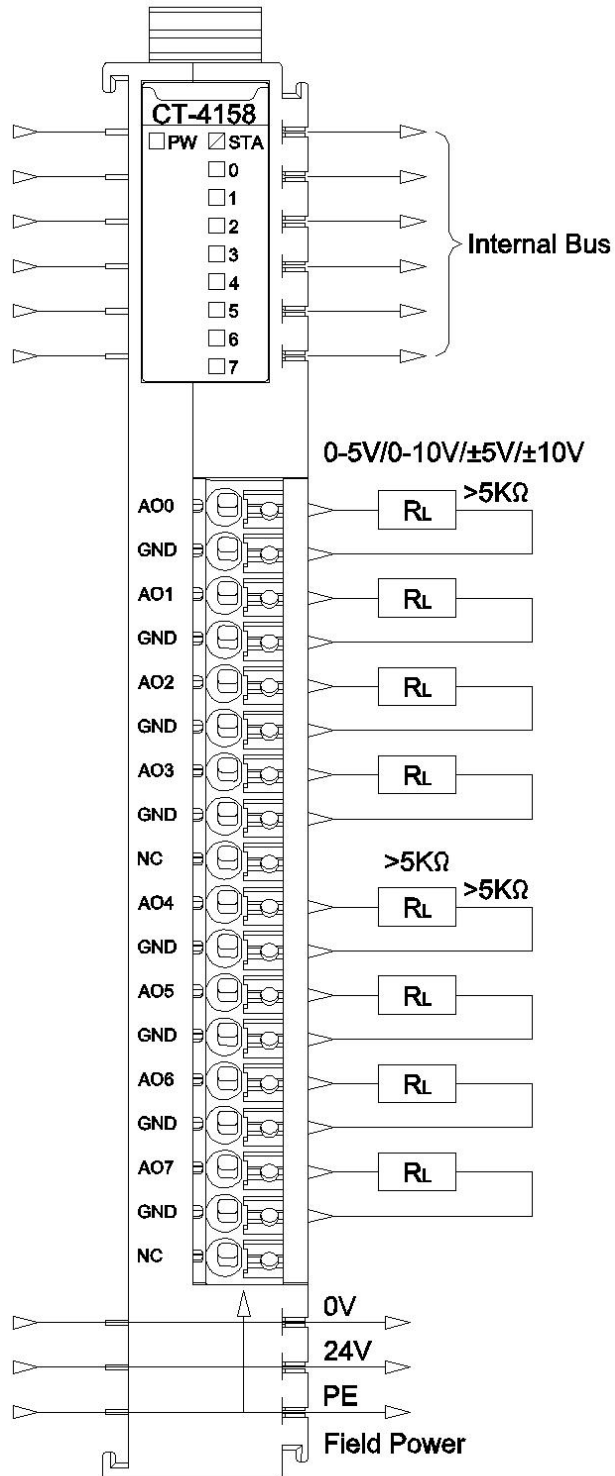 CT-4158
PW STA
0
1
2
3
4
5
6
7
Internal Bus
0-5V/0-10V/±5V/±10V
AO0 RL >5KΩ
GND
AO1 RL
GND
AO2 RL
GND
AO3 RL
GND
NC >5KΩ
AO4 RL >5KΩ
GND
AO5 RL
GND
AO6 RL
GND
AO7 RL
GND
NC
0V
24V
PE
Field Power